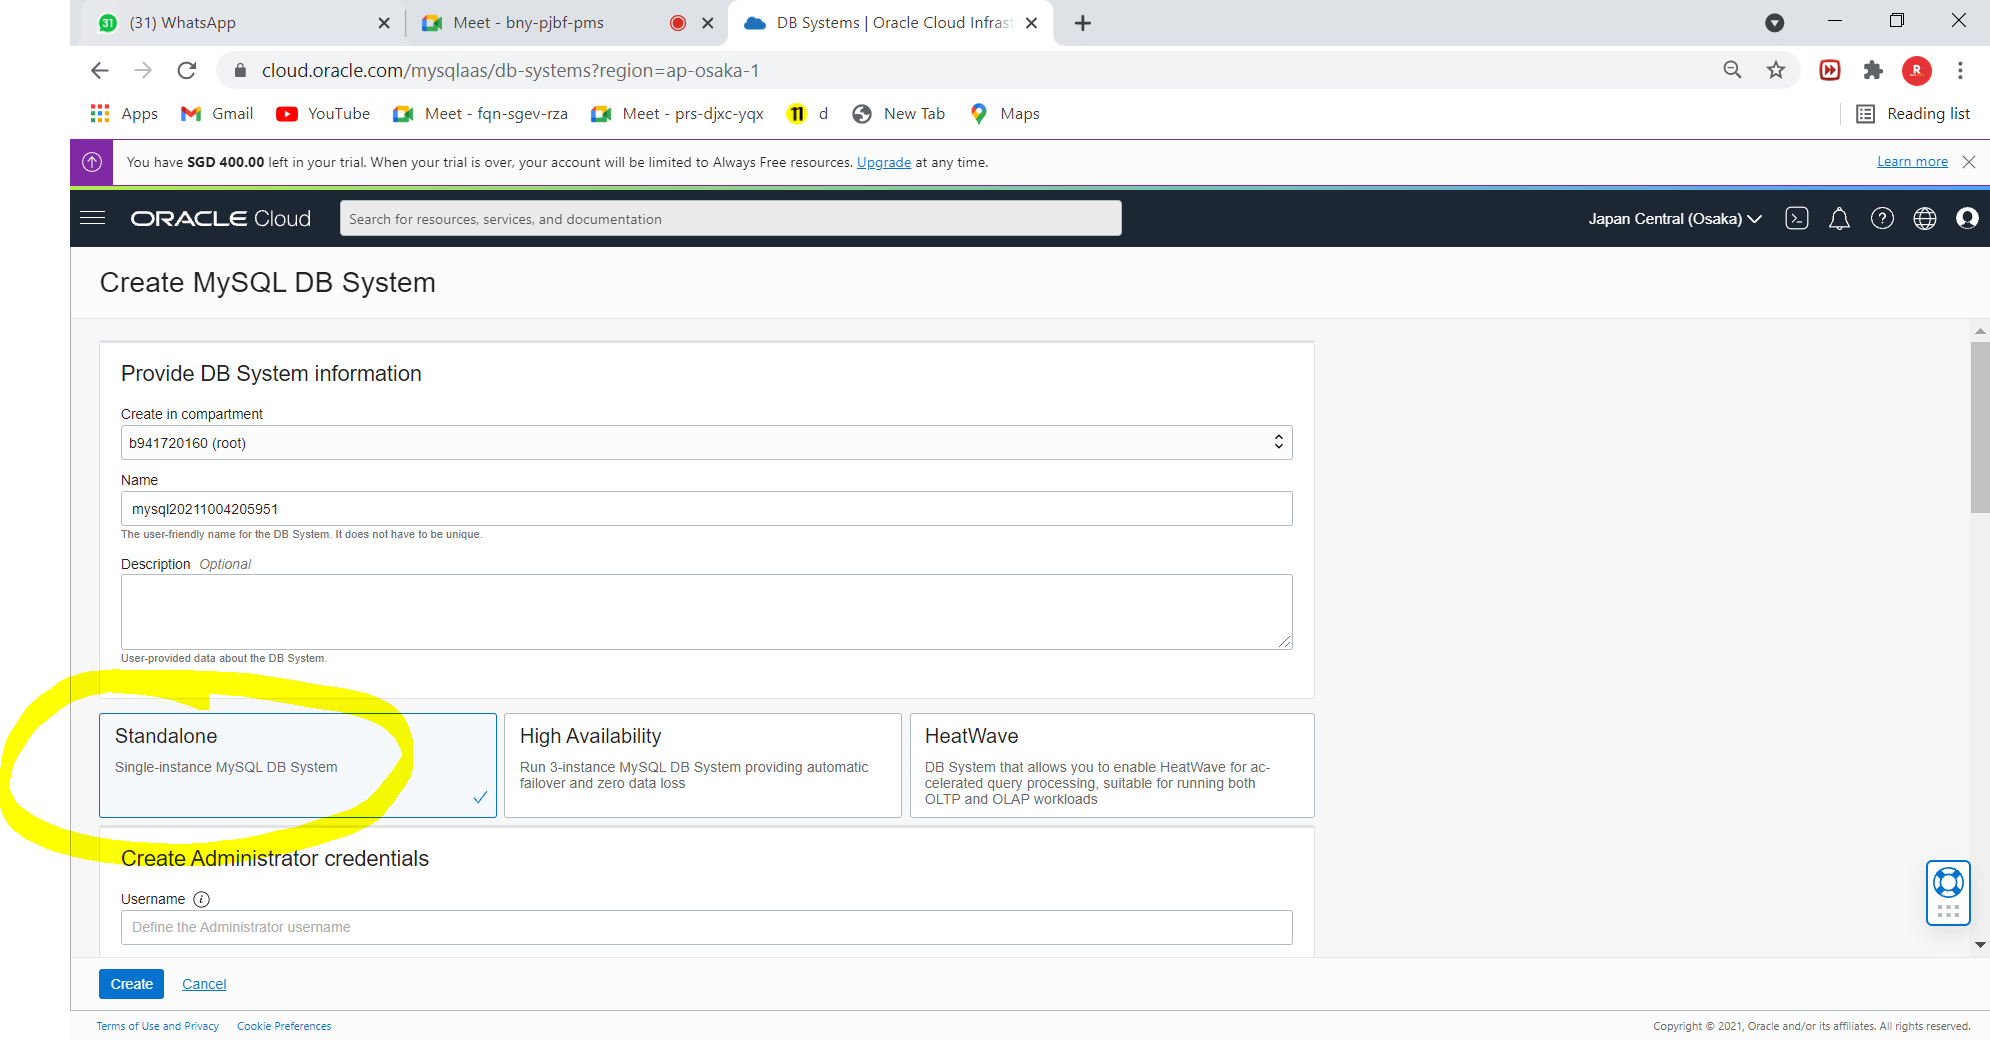 31 (31) WhatsApp Meet - bny-pjbf-pms DB Systems | Oracle Cloud Infrast
cloud.oracle.com/mysqlaas/db-systems?region=ap-osaka-1 R
Apps Gmail YouTube Meet - fqn-sgev-rza Meet - prs-djxc-yqx 11 d New Tab Maps Reading list
You have SGD 400.00 left in your trial. When your trial is over, your account will be limited to Always Free resources. Upgrade at any time. Learn more
ORACLE Cloud Search for resources, services, and documentation Japan Central (Osaka)
Create MySQL DB System
Provide DB System information
Create in compartment
b941720160 (root)
Name
mysql20211004205951
The user-friendly name for the DB System. It does not have to be unique.
Description Optional
User-provided data about the DB System.
Standalone
Single-instance MySQL DB System
High Availability
Run 3-instance MySQL DB System providing automatic
failover and zero data loss
HeatWave
DB System that allows you to enable HeatWave for ac-
celerated query processing, suitable for running both
OLTP and OLAP workloads
Create Administrator credentials
Username i
Define the Administrator username
Create Cancel
Terms of Use and Privacy Cookie Preferences Copyright © 2021, Oracle and/or its affiliates. All rights reserved.